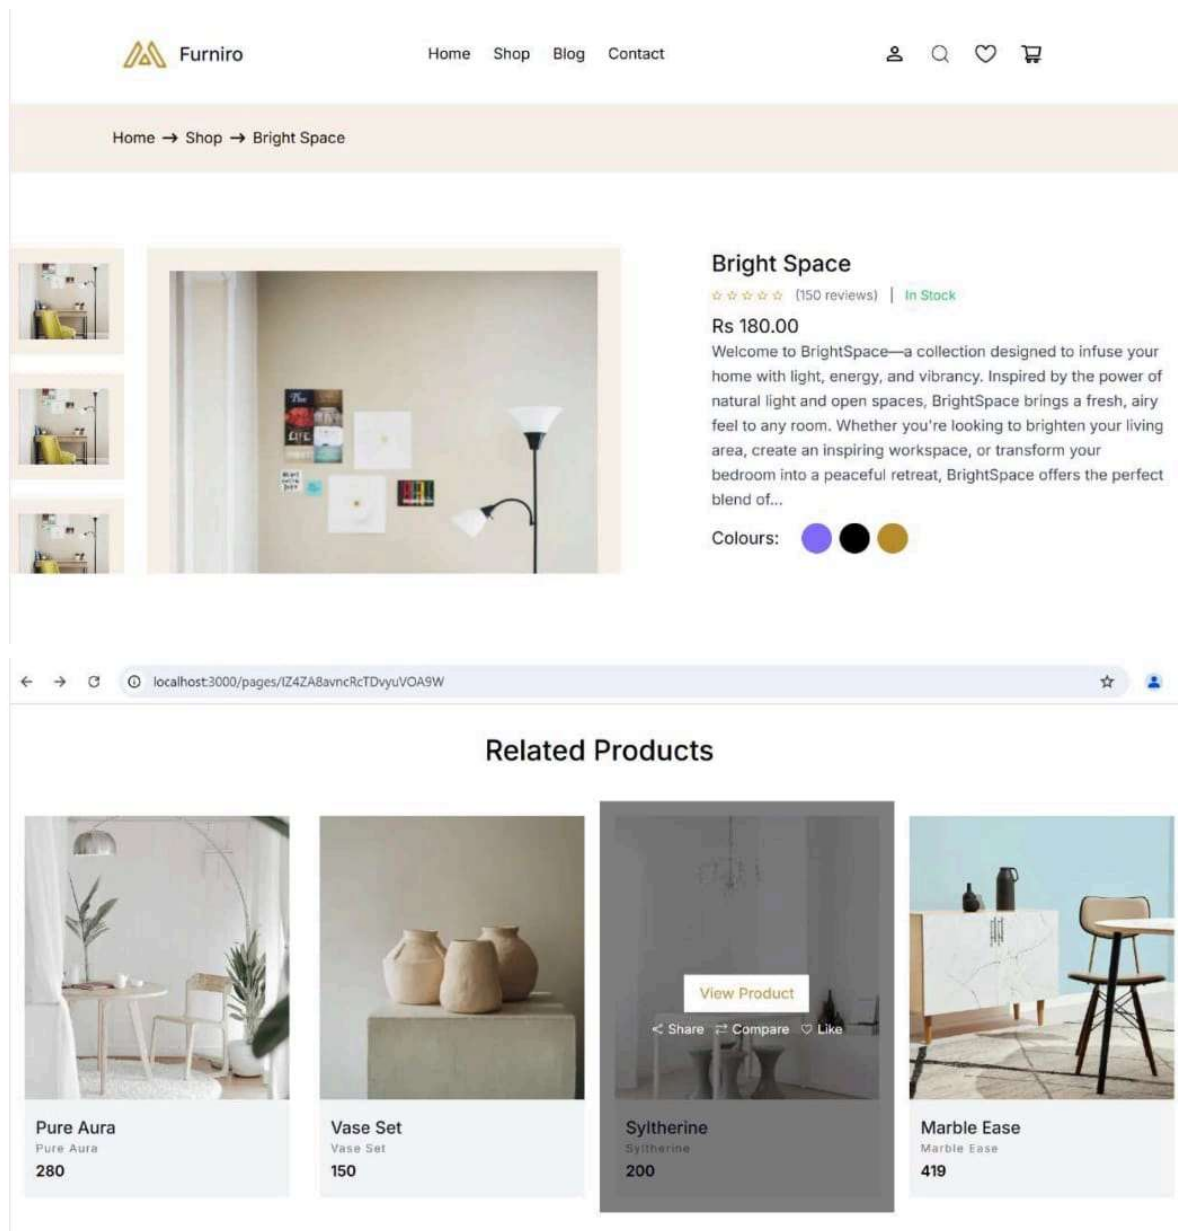 Furniro
Home Shop Blog Contact
Home → Shop → Bright Space
Bright Space
(150 reviews) | In Stock
Rs 180.00
Welcome to BrightSpace—a collection designed to infuse your
home with light, energy, and vibrancy. Inspired by the power of
natural light and open spaces, BrightSpace brings a fresh, airy
feel to any room. Whether you're looking to brighten your living
area, create an inspiring workspace, or transform your
bedroom into a peaceful retreat, BrightSpace offers the perfect
blend of...
Colours:
The
LIFE
localhost:3000/pages/IZ4ZA8avncRcTDvyuVOA9W
Related Products
View Product
Share Compare Like
Pure Aura
Pure Aura
280
Vase Set
Vase Set
150
Syltherine
Syltherine
200
Marble Ease
Marble Ease
419